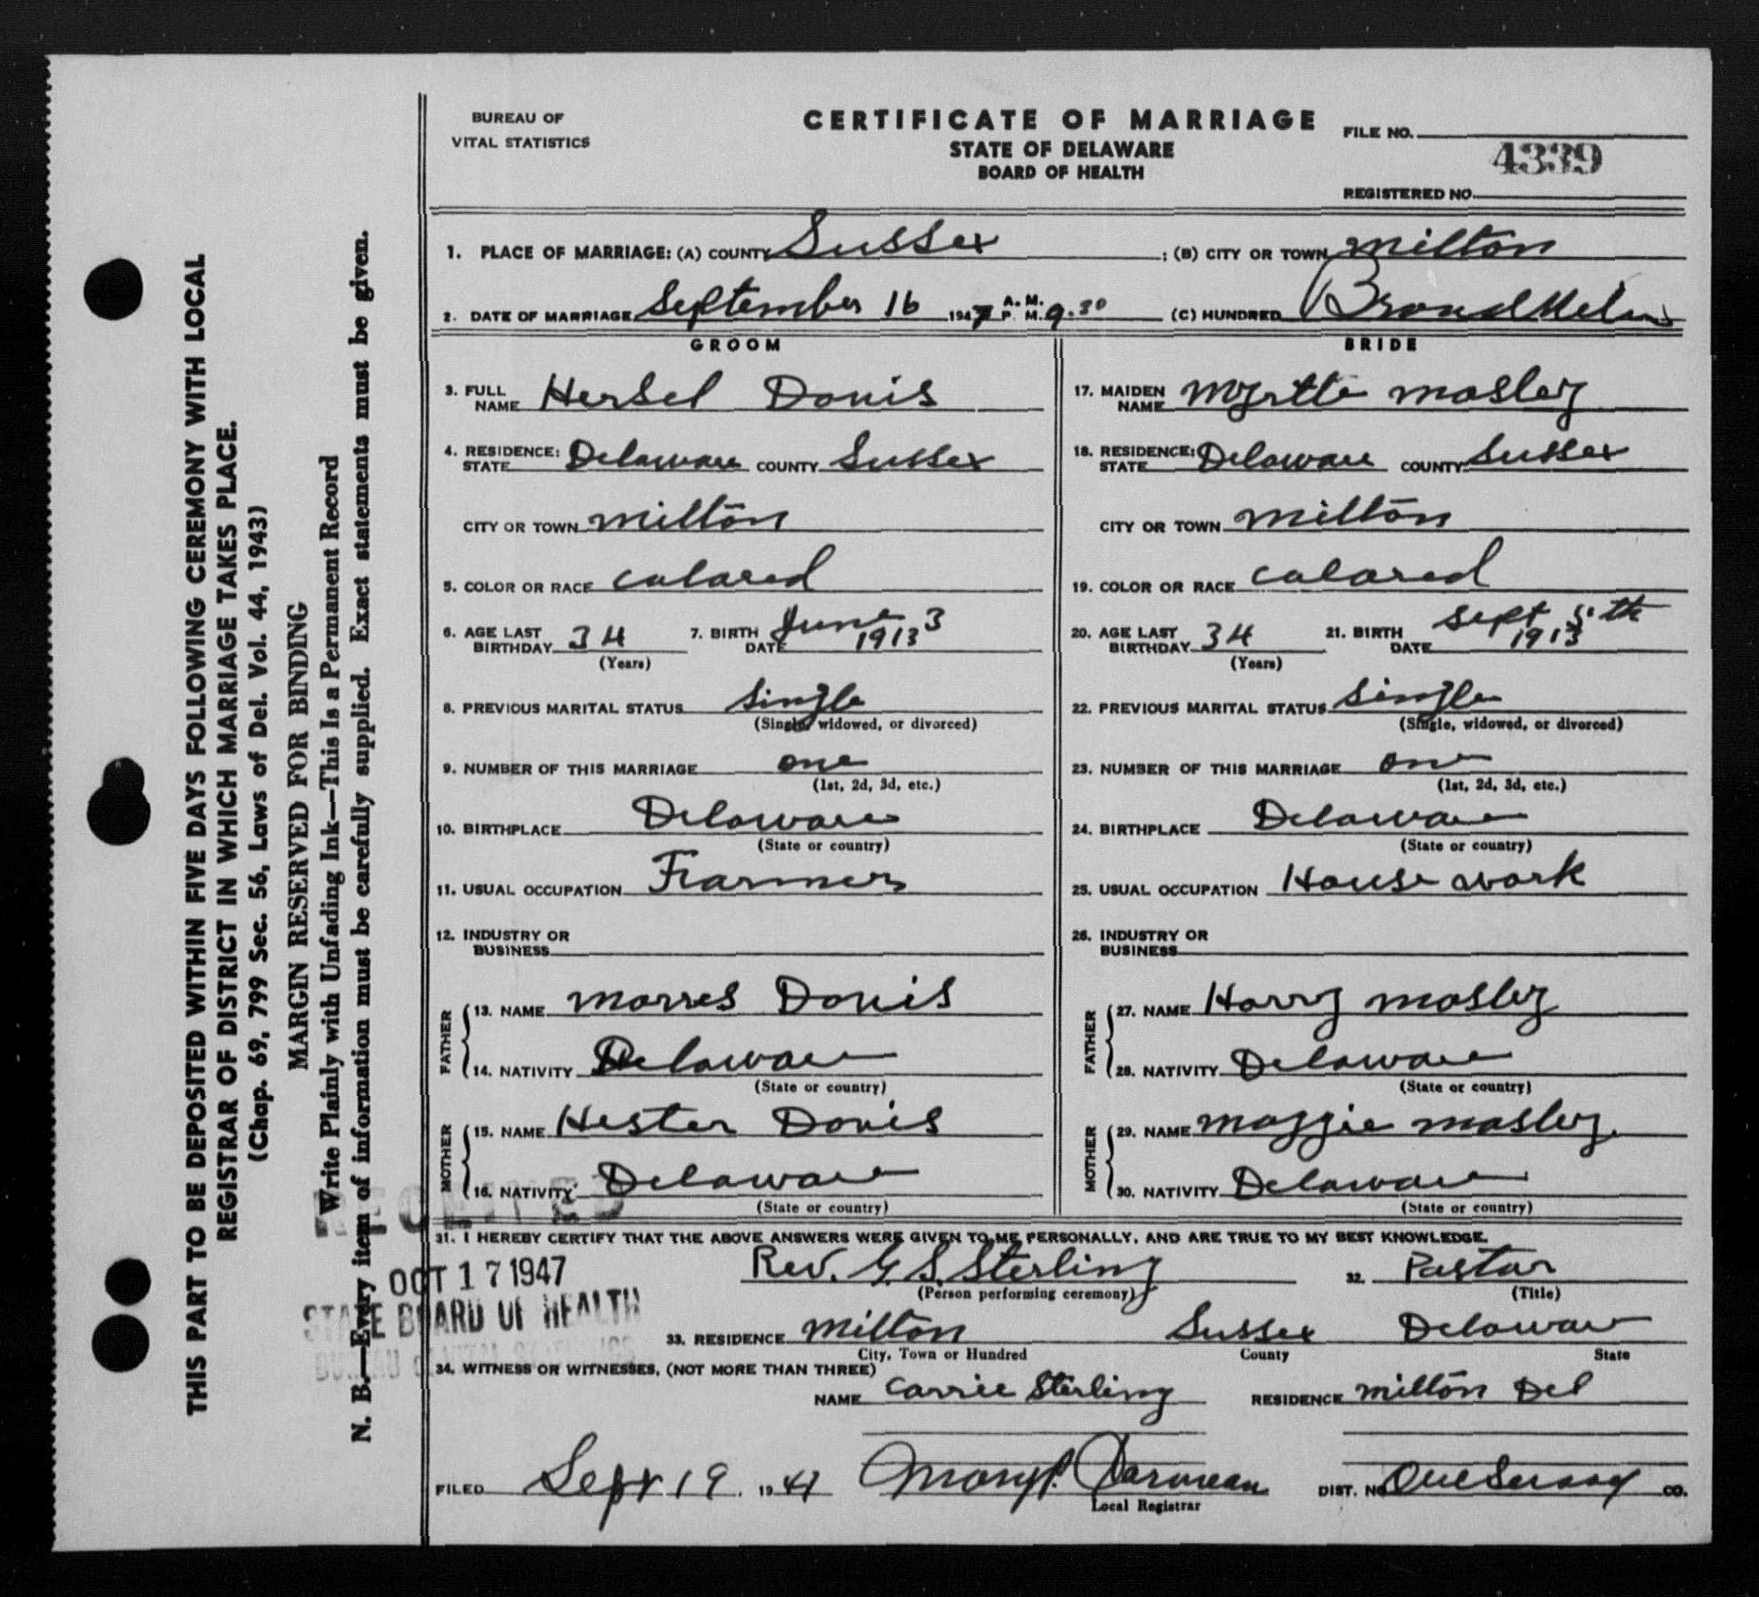 BUREAU OF
VITAL STATISTICS
CERTIFICATE OF MARRIAGE
STATE OF DELAWARE
BOARD OF HEALTH
FILE NO.
4339
REGISTERED NO.
1. PLACE OF MARRIAGE: (A) COUNTY Sussex ; (B) CITY OR TOWN Milton
2. DATE OF MARRIAGE September 16 1947 A. M. P. M. 9.30 (C) HUNDRED
GROOM
3. FULL NAME Hersel Davis
4. RESIDENCE: STATE Delaware COUNTY Sussex
CITY OR TOWN Milton
5. COLOR OR RACE Colared
6. AGE LAST BIRTHDAY 34 (Years) 7. BIRTH DATE June 3 1913
8. PREVIOUS MARITAL STATUS Single
(Single, widowed, or divorced)
9. NUMBER OF THIS MARRIAGE one
(1st, 2d, 3d, etc.)
10. BIRTHPLACE Delaware
(State or country)
11. USUAL OCCUPATION Farmer
12. INDUSTRY OR BUSINESS
FATHER
13. NAME Morres Davis
14. NATIVITY Delaware
(State or country)
MOTHER
15. NAME Hester Davis
16. NATIVITY Delaware
(State or country)
BRIDE
17. MAIDEN NAME Myrtle Mosley
18. RESIDENCE: STATE Delaware COUNTY Sussex
CITY OR TOWN Milton
19. COLOR OR RACE Colared
20. AGE LAST BIRTHDAY 34 (Years) 21. BIRTH DATE Sept 5th 1913
22. PREVIOUS MARITAL STATUS Single
(Single, widowed, or divorced)
23. NUMBER OF THIS MARRIAGE one
(1st, 2d, 3d, etc.)
24. BIRTHPLACE Delaware
(State or country)
25. USUAL OCCUPATION House work
26. INDUSTRY OR BUSINESS
FATHER
27. NAME Harry Mosley
28. NATIVITY Delaware
(State or country)
MOTHER
29. NAME Maggie Mosley
30. NATIVITY Delaware
(State or country)
31. I HEREBY CERTIFY THAT THE ABOVE ANSWERS WERE GIVEN TO ME PERSONALLY, AND ARE TRUE TO MY BEST KNOWLEDGE.
Rev. G. S. Sterling 32. Pastor
(Person performing ceremony) (Title)
33. RESIDENCE Milton Sussex Delaware
City, Town or Hundred County State
34. WITNESS OR WITNESSES, (NOT MORE THAN THREE)
NAME Carrie Sterling RESIDENCE Milton Del
FILED Sept 19. 1947
Local Registrar
DIST. NO. CO.
OCT 17 1947
STATE BOARD OF HEALTH
THIS PART TO BE DEPOSITED WITHIN FIVE DAYS FOLLOWING CEREMONY WITH LOCAL
REGISTRAR OF DISTRICT IN WHICH MARRIAGE TAKES PLACE.
(Chap. 69, 799 Sec. 56, Laws of Del. Vol. 44, 1943)
MARGIN RESERVED FOR BINDING
Write Plainly with Unfading Ink—This Is a Permanent Record
N. B.—Every item of information must be carefully supplied. Exact statements must be given.